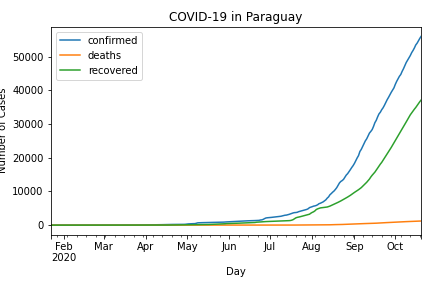 COVID-19 in Paraguay
confirmed
deaths
recovered
Number of Cases
50000
40000
30000
20000
10000
0
Feb Mar Apr May Jun Jul Aug Sep Oct
2020
Day